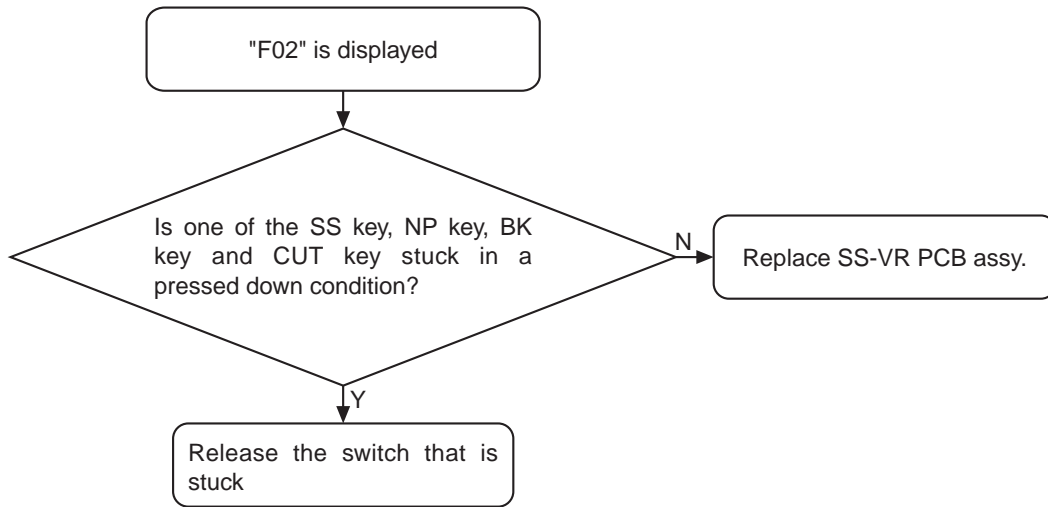 "F02" is displayed
Is one of the SS key, NP key, BK
key and CUT key stuck in a
pressed down condition?
N
Replace SS-VR PCB assy.
Y
Release the switch that is
stuck